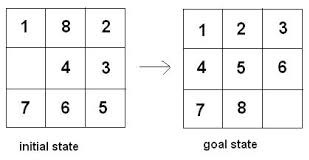 1 8 2
4 3
7 6 5
initial state
1 2 3
4 5 6
7 8
goal state